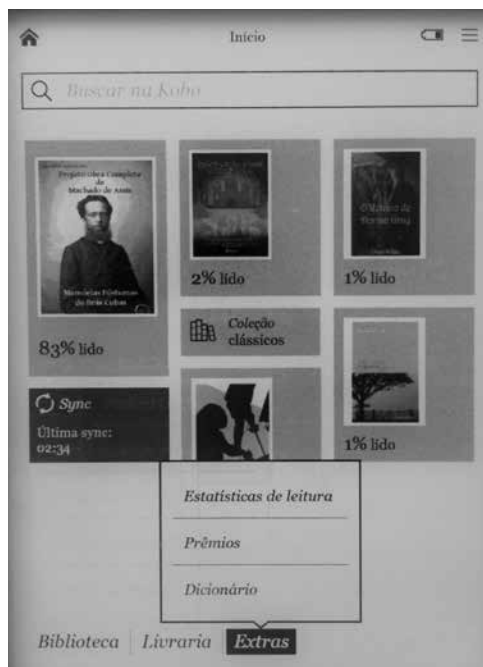 Início
Buscar na Kobo
Projeto Obra Completa
de
Machado de Assis
Memórias Póstumas
de Brás Cubas
83% lido
2% lido
1% lido
Coleção
clássicos
1% lido
Sync
Última sync:
02:34
Estatísticas de leitura
Prêmios
Dicionário
Biblioteca Livraria Extras